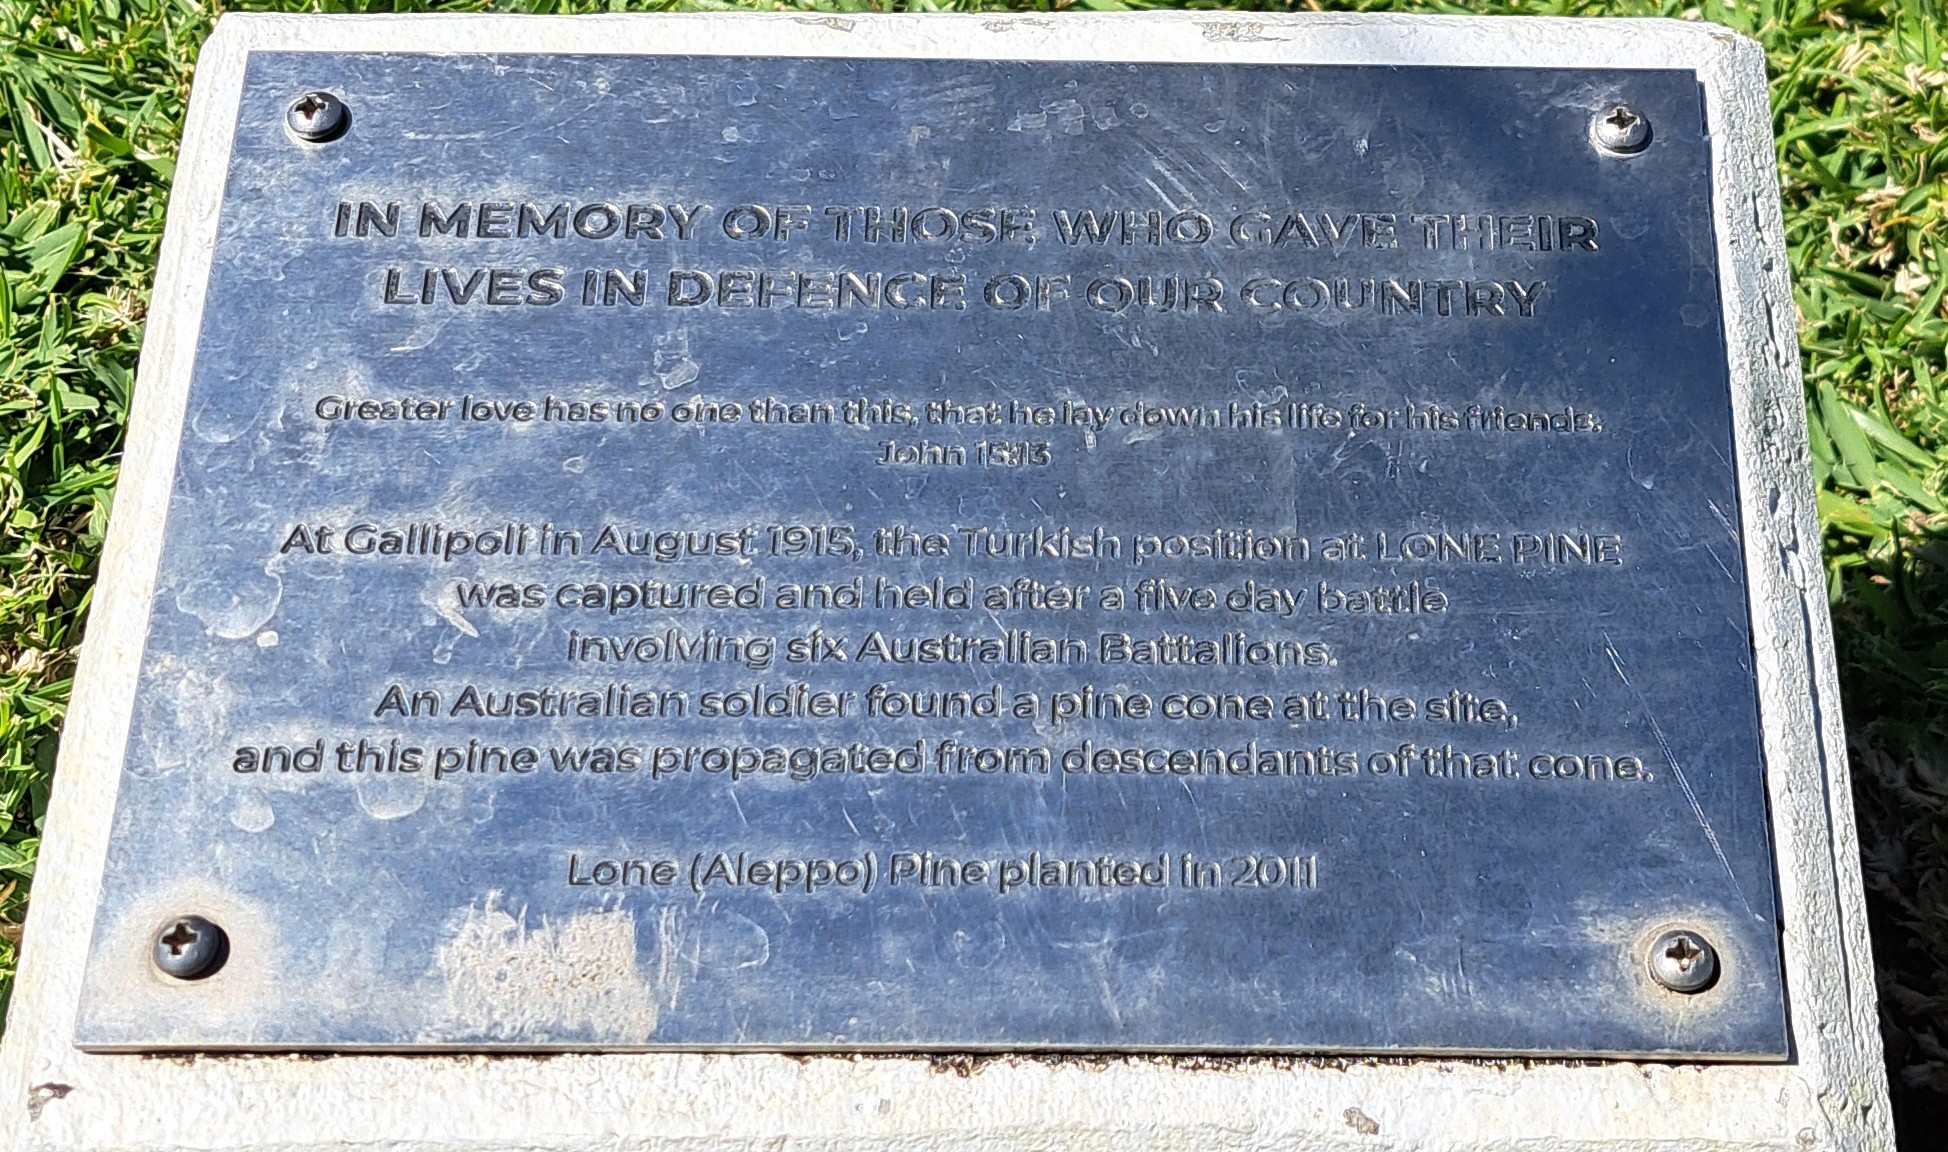 IN MEMORY OF THOSE WHO GAVE THEIR
LIVES IN DEFENCE OF OUR COUNTRY
Greater love has no one than this, that he lay down his life for his friends.
John 15:13
At Gallipoli in August 1915, the Turkish position at LONE PINE
was captured and held after a five day battle
involving six Australian Battalions.
An Australian soldier found a pine cone at the site,
and this pine was propagated from descendants of that cone.
Lone (Aleppo) Pine planted in 2011